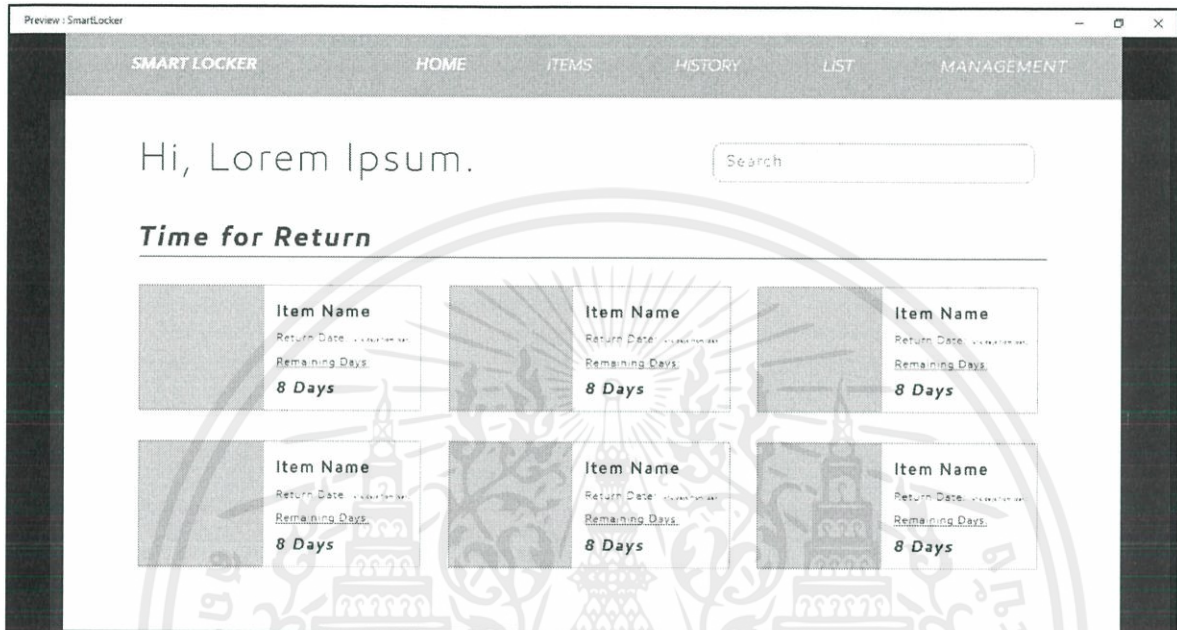 Preview : SmartLocker
SMART LOCKER HOME ITEMS HISTORY LIST MANAGEMENT
Hi, Lorem Ipsum.
Search
Time for Return
Item Name
Return Date:
Remaining Days:
8 Days
Item Name
Return Date:
Remaining Days:
8 Days
Item Name
Return Date:
Remaining Days:
8 Days
Item Name
Return Date:
Remaining Days:
8 Days
Item Name
Return Date:
Remaining Days:
8 Days
Item Name
Return Date:
Remaining Days:
8 Days